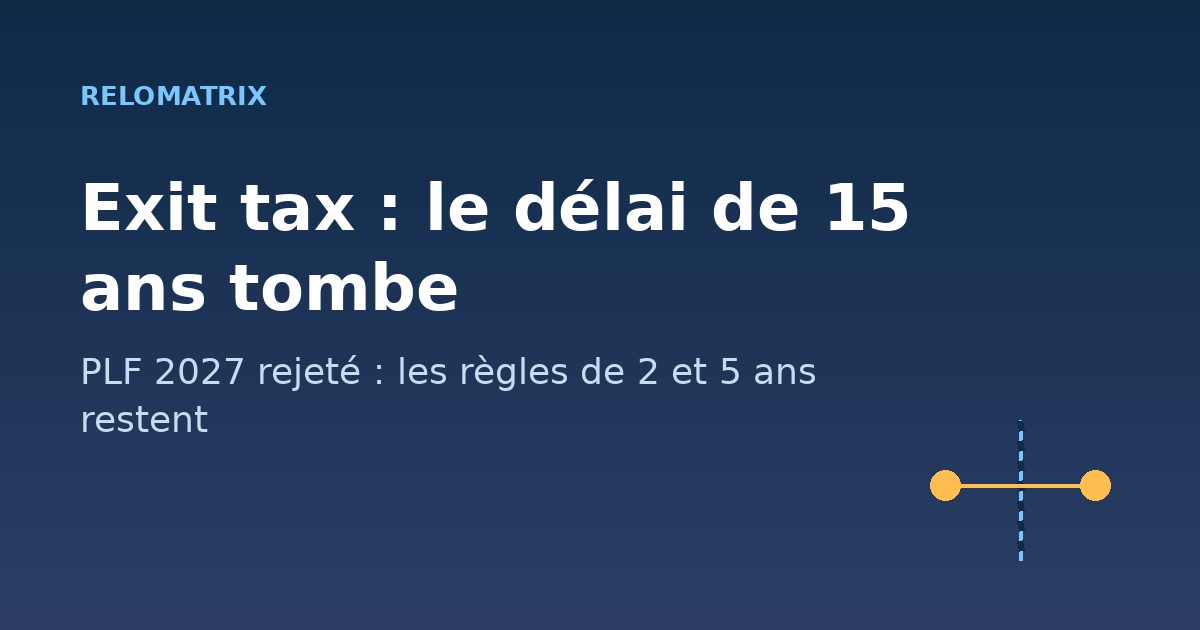 RELOMATRIX
Exit tax : le délai de 15
ans tombe
PLF 2027 rejeté : les règles de 2 et 5 ans
restent